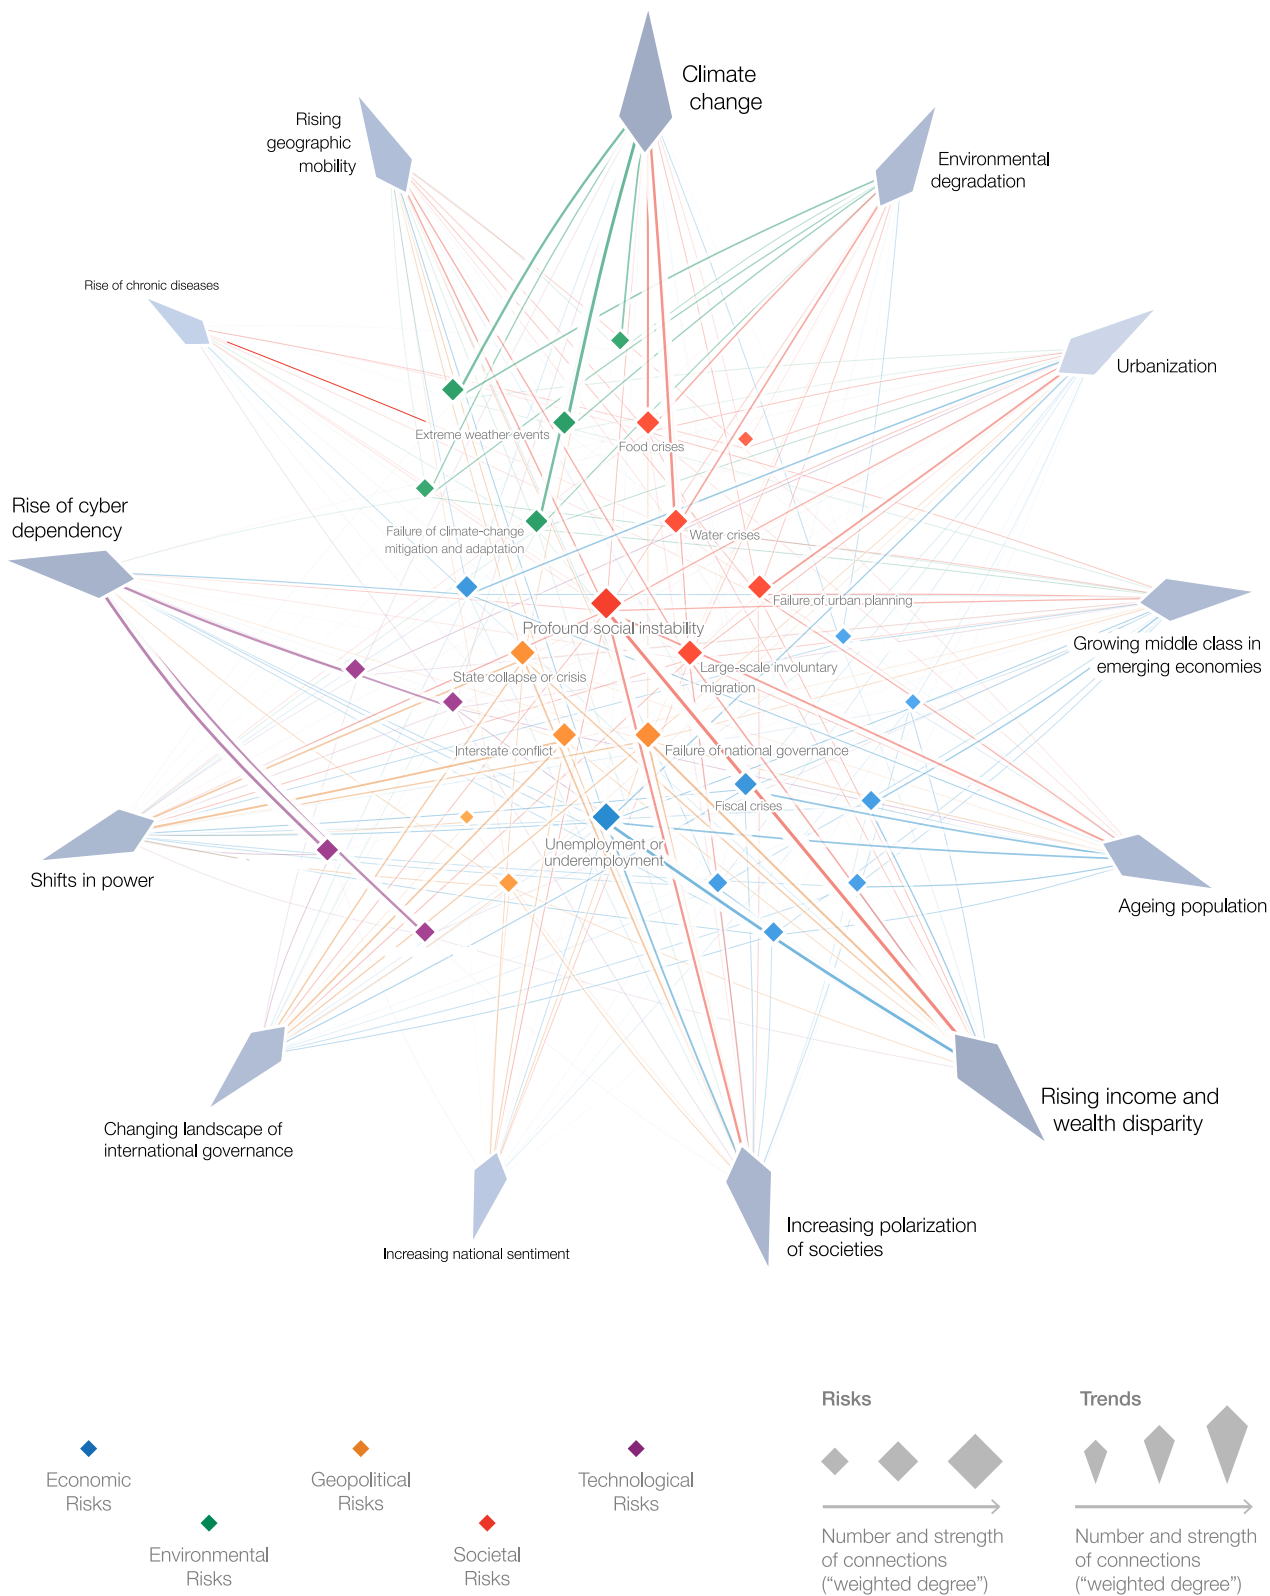 Climate
change
Rising
geographic
mobility
Environmental
degradation
Rise of chronic diseases
Urbanization
Extreme weather events
Food crises
Rise of cyber
dependency
Failure of climate-change
mitigation and adaptation
Water crises
Failure of urban planning
Profound social instability
Growing middle class in
emerging economies
State collapse or crisis
Large-scale involuntary
migration
Interstate conflict
Failure of national governance
Fiscal crises
Unemployment or
underemployment
Shifts in power
Ageing population
Rising income and
wealth disparity
Changing landscape of
international governance
Increasing polarization
of societies
Increasing national sentiment
Risks
Trends
Economic
Risks
Geopolitical
Risks
Technological
Risks
Environmental
Risks
Societal
Risks
Number and strength
of connections
("weighted degree")
Number and strength
of connections
("weighted degree")